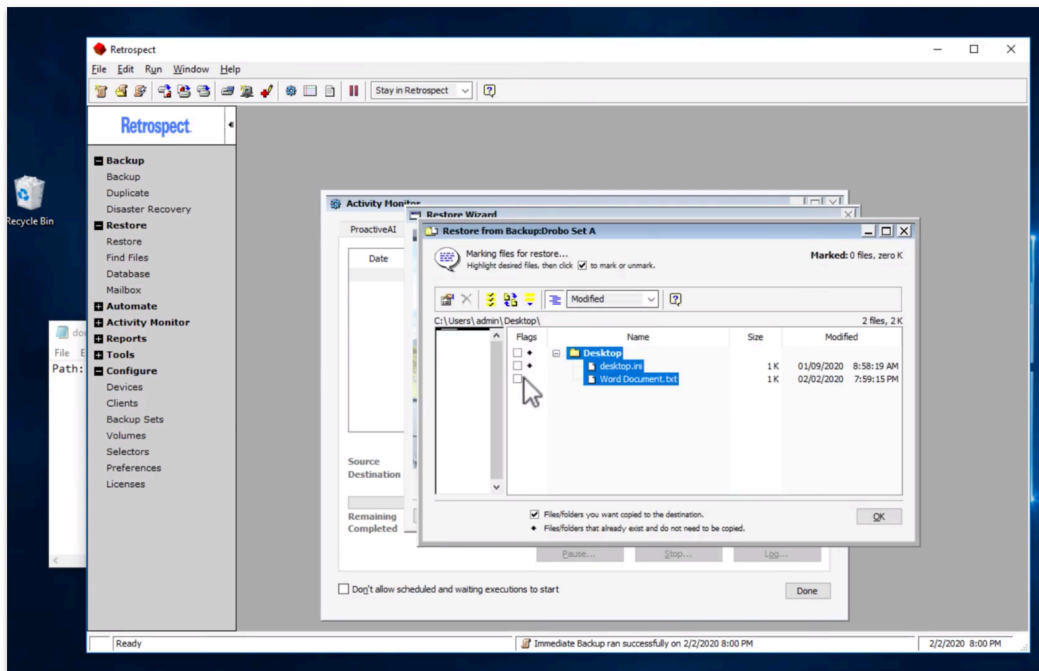 Retrospect
File Edit Run Window Help
Stay in Retrospect
Retrospect
Backup
Backup
Duplicate
Disaster Recovery
Restore
Restore
Find Files
Database
Mailbox
Automate
Activity Monitor
Reports
Tools
Configure
Devices
Clients
Backup Sets
Volumes
Selectors
Preferences
Licenses
Recycle Bin
File
Path:
Activity Monitor
ProactiveAI
Date
Source
Destination
Remaining
Completed
Pause... Stop... Log...
Don't allow scheduled and waiting executions to start
Done
Restore Wizard
Restore from Backup:Drobo Set A
Marking files for restore...
Highlight desired files, then click to mark or unmark.
Marked: 0 files, zero K
Modified
C:\Users\admin\Desktop\ 2 files, 2 K
Flags Name Size Modified
Desktop
desktop.ini 1 K 01/09/2020 8:58:19 AM
Word Document.txt 1 K 02/02/2020 7:59:15 PM
Files/folders you want copied to the destination.
Files/folders that already exist and do not need to be copied.
OK
Ready
Immediate Backup ran successfully on 2/2/2020 8:00 PM
2/2/2020 8:00 PM